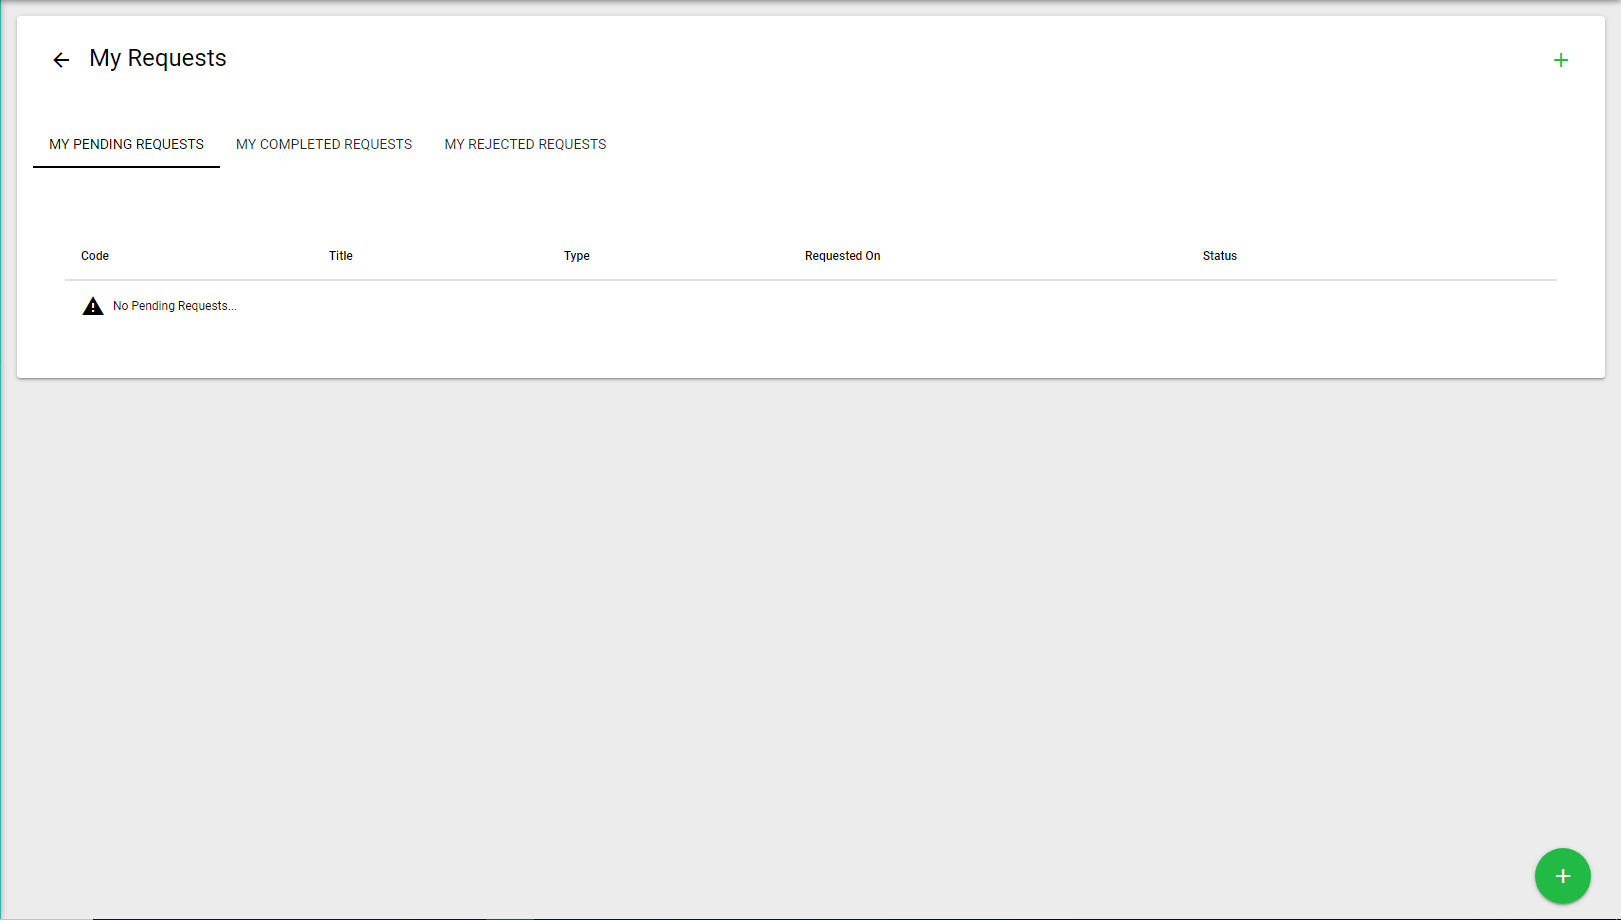 My Requests
MY PENDING REQUESTS MY COMPLETED REQUESTS MY REJECTED REQUESTS
Code Title Type Requested On Status
No Pending Requests...